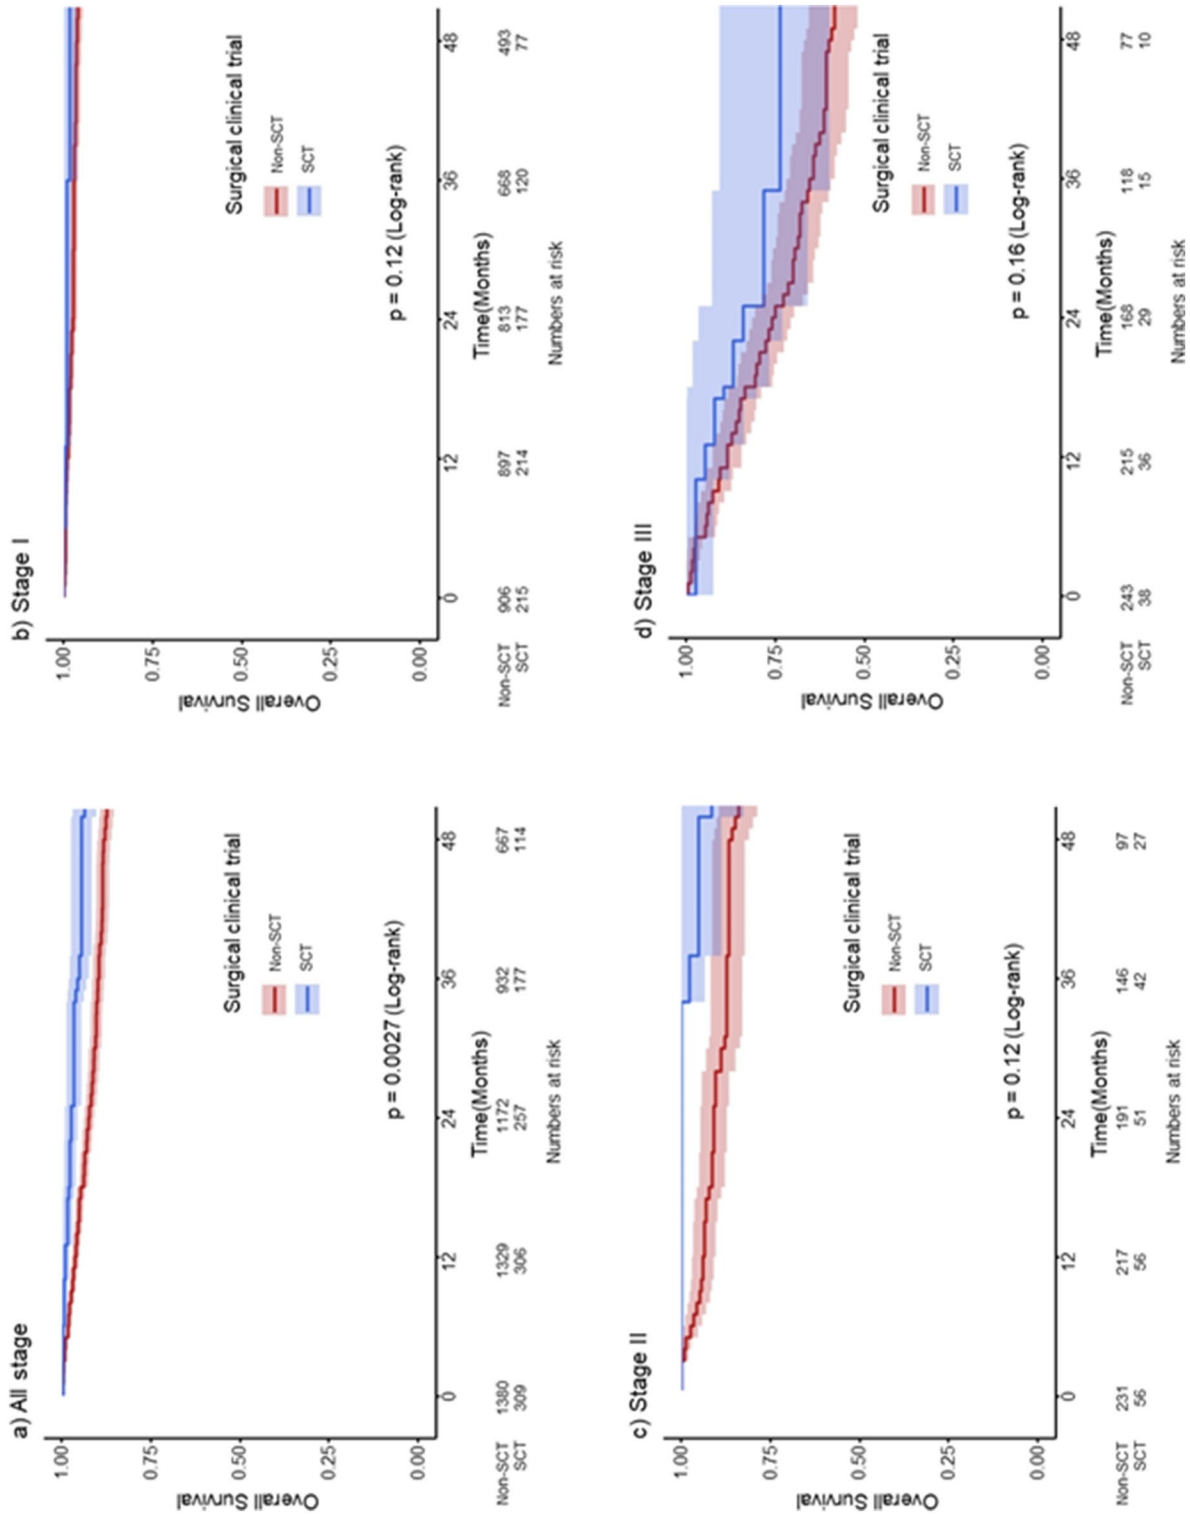 a) All stage
Overall Survival
1.00
0.75
0.50
0.25
0.00
Surgical clinical trial
Non-SCT
SCT
p = 0.0027 (Log-rank)
0 12 24 36 48
Time(Months)
Non-SCT 1380 1329 1172 932 667
SCT 309 306 257 177 114
Numbers at risk
b) Stage I
Overall Survival
1.00
0.75
0.50
0.25
0.00
Surgical clinical trial
Non-SCT
SCT
p = 0.12 (Log-rank)
0 12 24 36 48
Time(Months)
Non-SCT 906 897 813 668 493
SCT 215 214 177 120 77
Numbers at risk
c) Stage II
Overall Survival
1.00
0.75
0.50
0.25
0.00
Surgical clinical trial
Non-SCT
SCT
p = 0.12 (Log-rank)
0 12 24 36 48
Time(Months)
Non-SCT 231 217 191 146 97
SCT 56 56 51 42 27
Numbers at risk
d) Stage III
Overall Survival
1.00
0.75
0.50
0.25
0.00
Surgical clinical trial
Non-SCT
SCT
p = 0.16 (Log-rank)
0 12 24 36 48
Time(Months)
Non-SCT 243 215 168 118 77
SCT 38 36 29 15 10
Numbers at risk